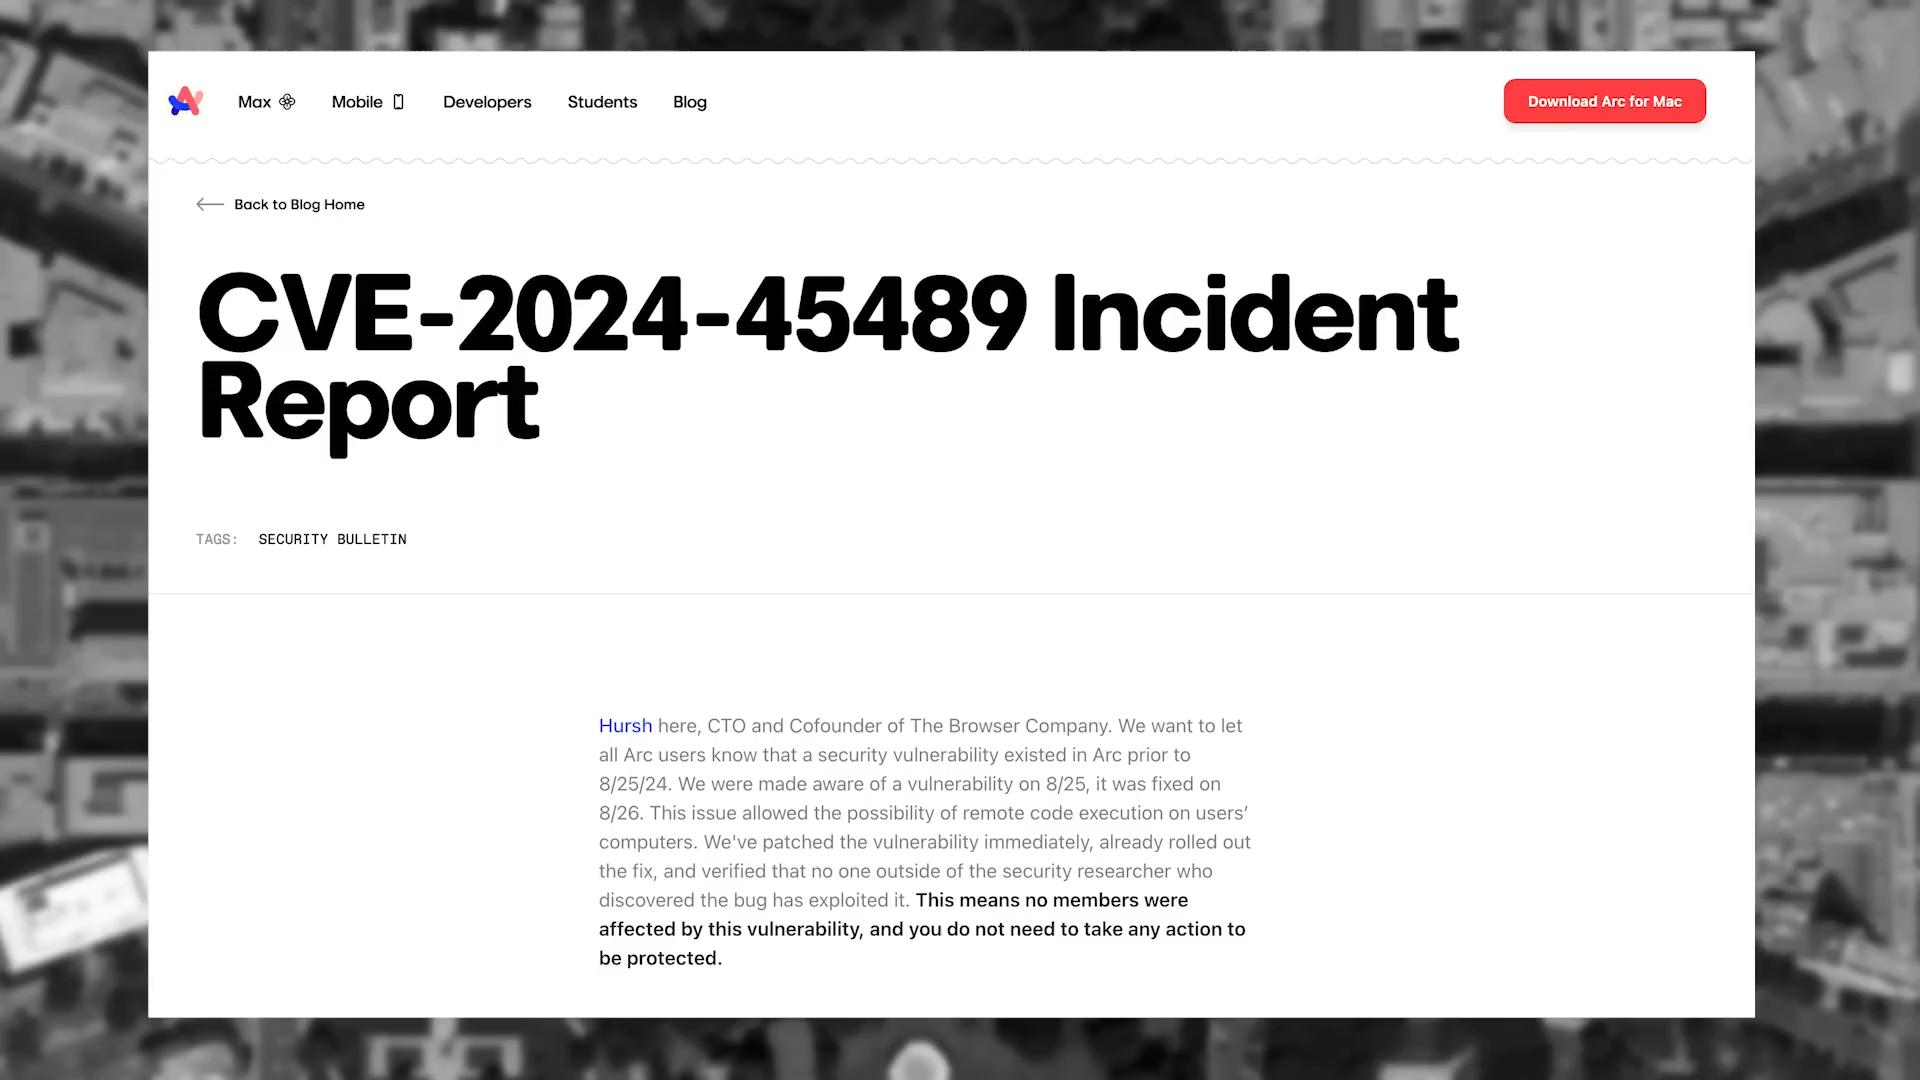 Max
Mobile
Developers
Students
Blog
Download Arc for Mac
Back to Blog Home
CVE-2024-45489 Incident
Report
TAGS: SECURITY BULLETIN
Hursh here, CTO and Cofounder of The Browser Company. We want to let
all Arc users know that a security vulnerability existed in Arc prior to
8/25/24. We were made aware of a vulnerability on 8/25, it was fixed on
8/26. This issue allowed the possibility of remote code execution on users’
computers. We've patched the vulnerability immediately, already rolled out
the fix, and verified that no one outside of the security researcher who
discovered the bug has exploited it. This means no members were
affected by this vulnerability, and you do not need to take any action to
be protected.